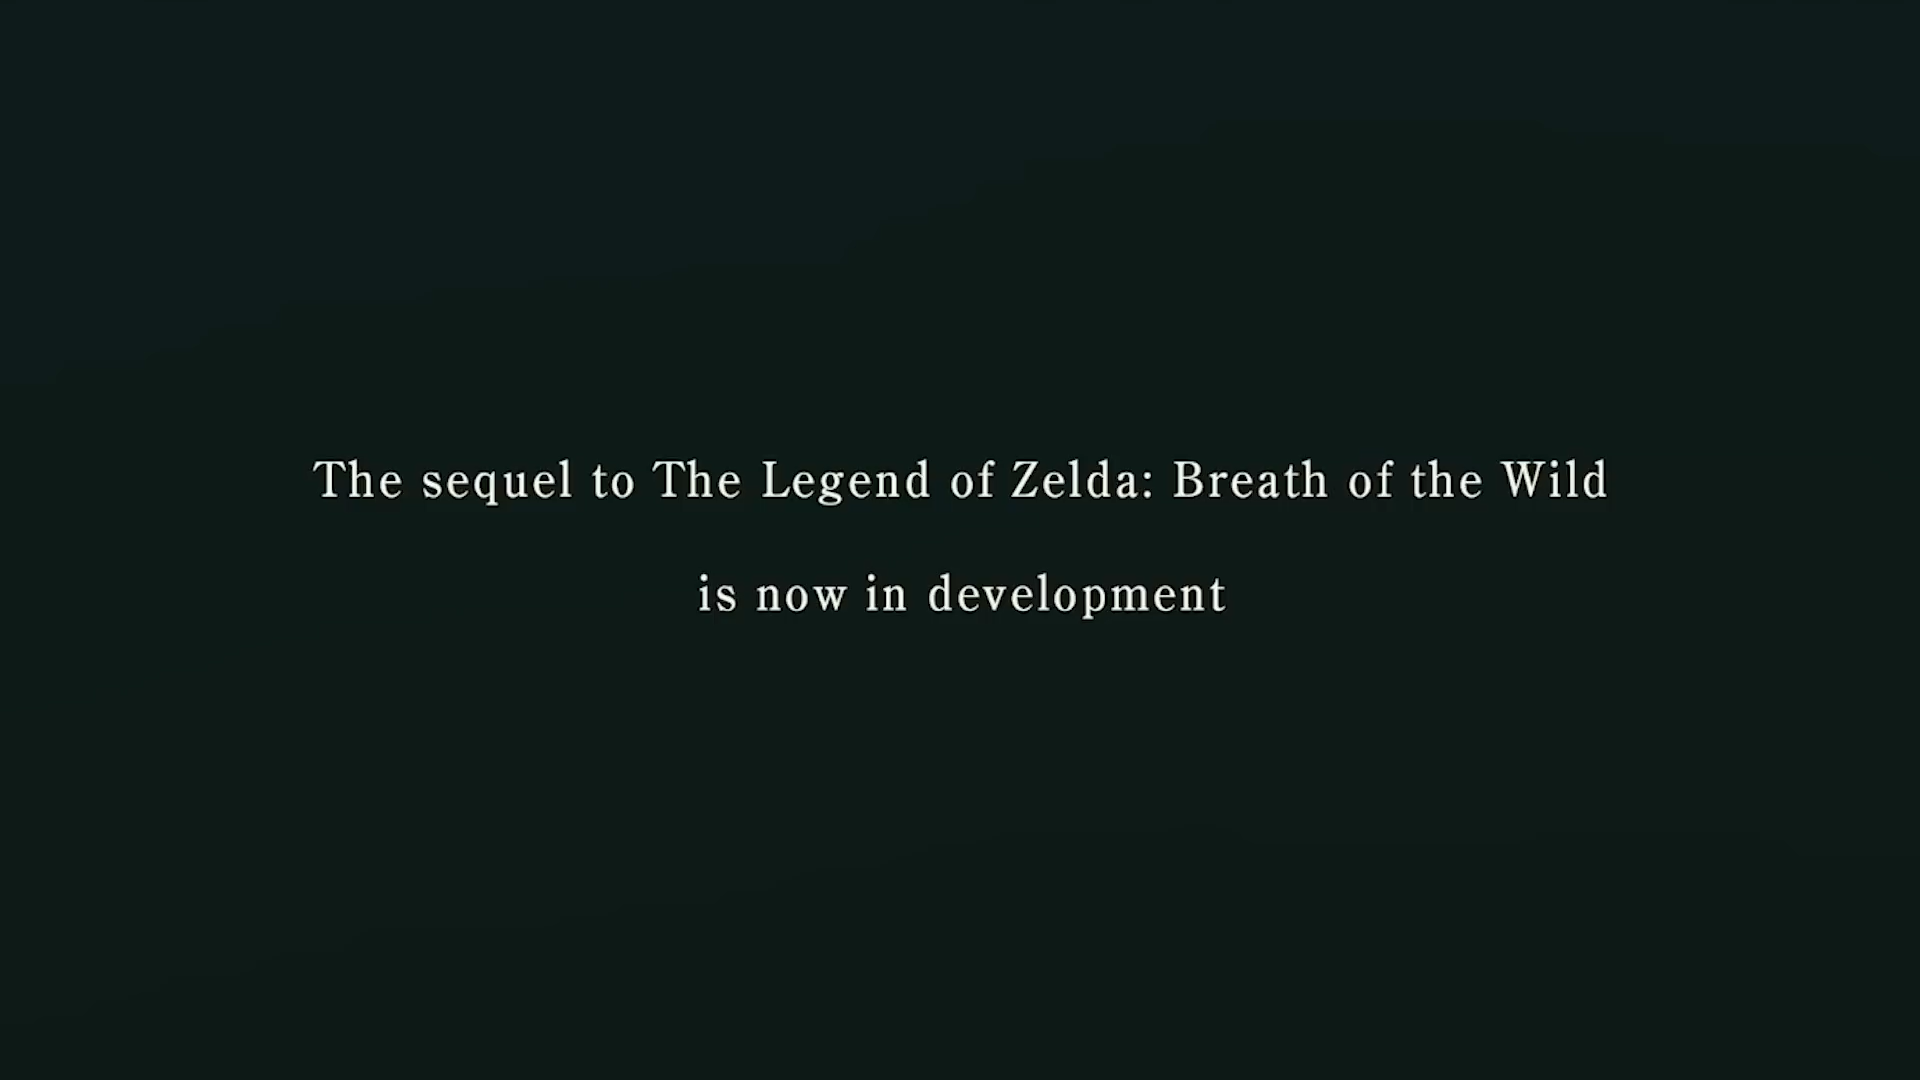 The sequel to The Legend of Zelda: Breath of the Wild
is now in development